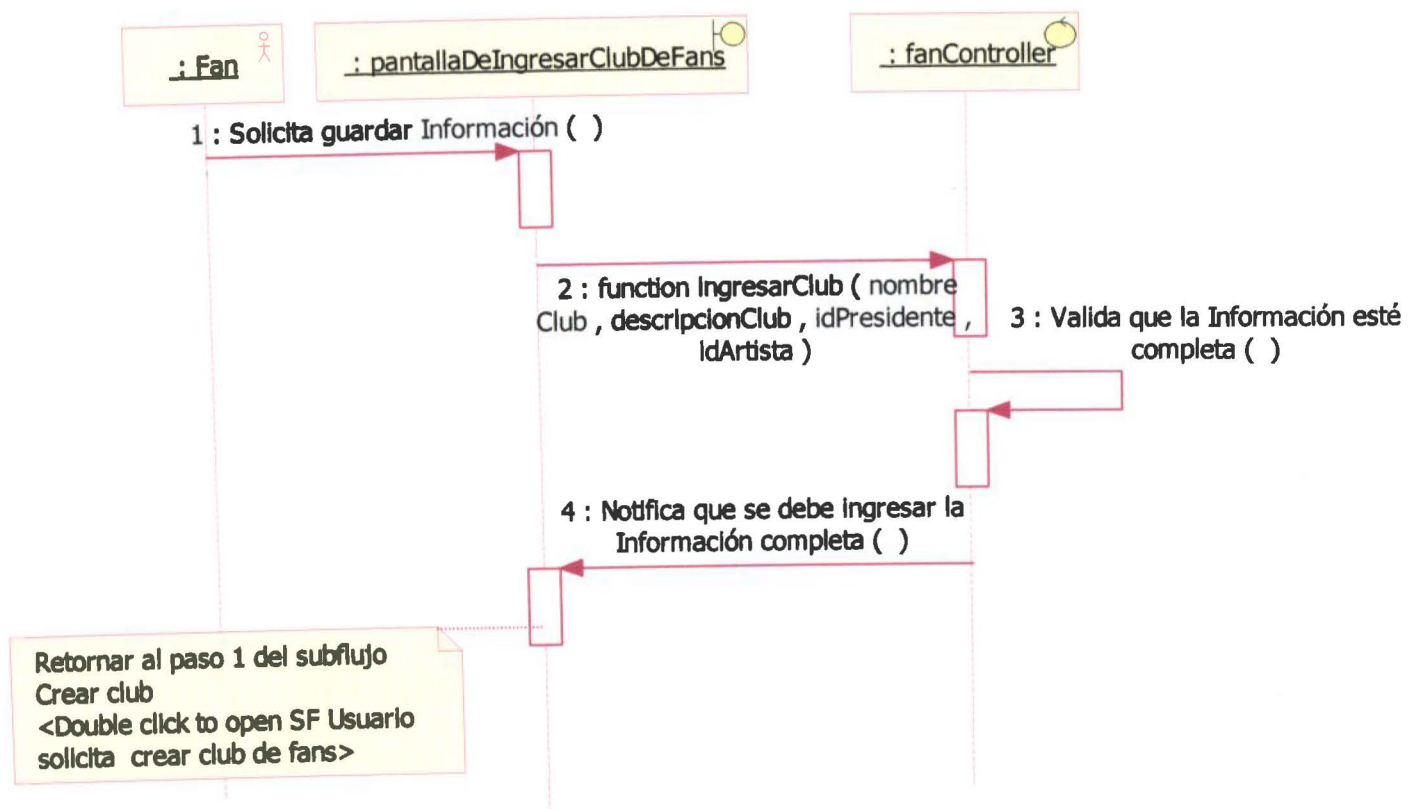 : Fan
: pantallaDeIngresarClubDeFans
: fanController
1 : Solicita guardar Información ( )
2 : function ingresarClub ( nombre
Club , descripcionClub , idPresidente ,
idArtista )
3 : Valida que la Información esté
completa ( )
4 : Notifica que se debe ingresar la
Información completa ( )
Retornar al paso 1 del subflujo
Crear club
<Double click to open SF Usuario
solicita crear club de fans>